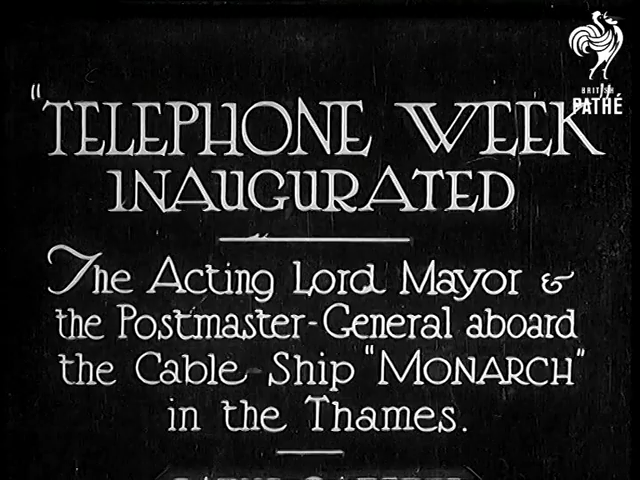 BRITISH
PATHÉ
"TELEPHONE WEEK
INAUGURATED
The Acting Lord Mayor &
the Postmaster-General aboard
the Cable-Ship "MONARCH"
in the Thames.